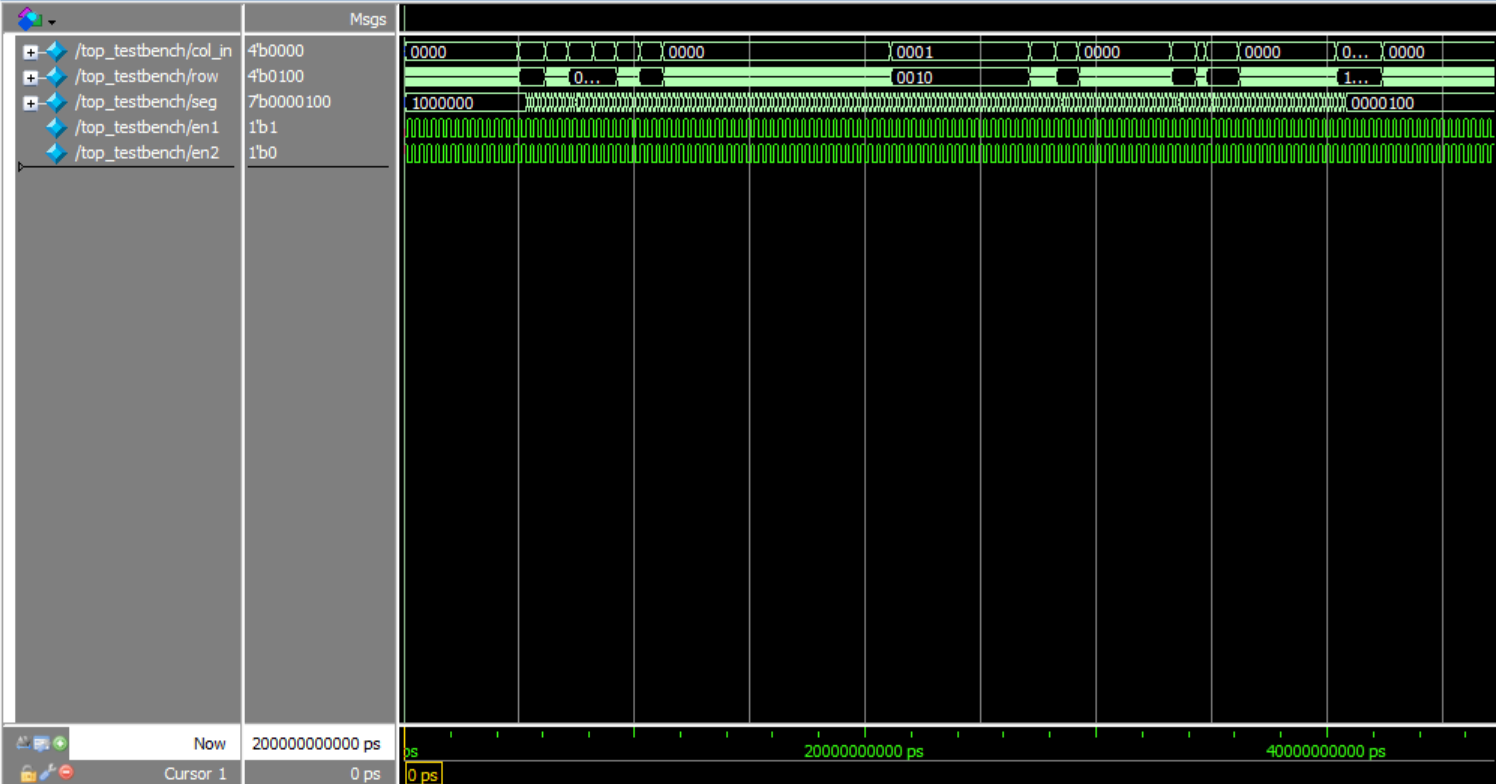 Msgs
/top_testbench/col_in 4'b0000 0000 0000 0001 0000 0000 0... 0000
/top_testbench/row 4'b0100 0... 0010 1...
/top_testbench/seg 7'b0000100 1000000 0000100
/top_testbench/en1 1'b1
/top_testbench/en2 1'b0
Now 200000000000 ps ps 20000000000 ps 40000000000 ps
Cursor 1 0 ps 0 ps